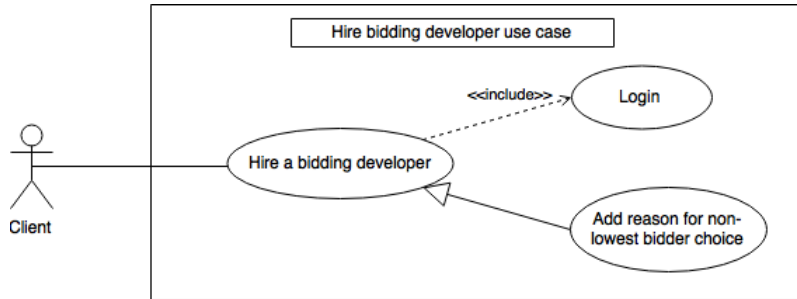 Hire bidding developer use case
<<include>>
Login
Hire a bidding developer
Client
Add reason for non-
lowest bidder choice